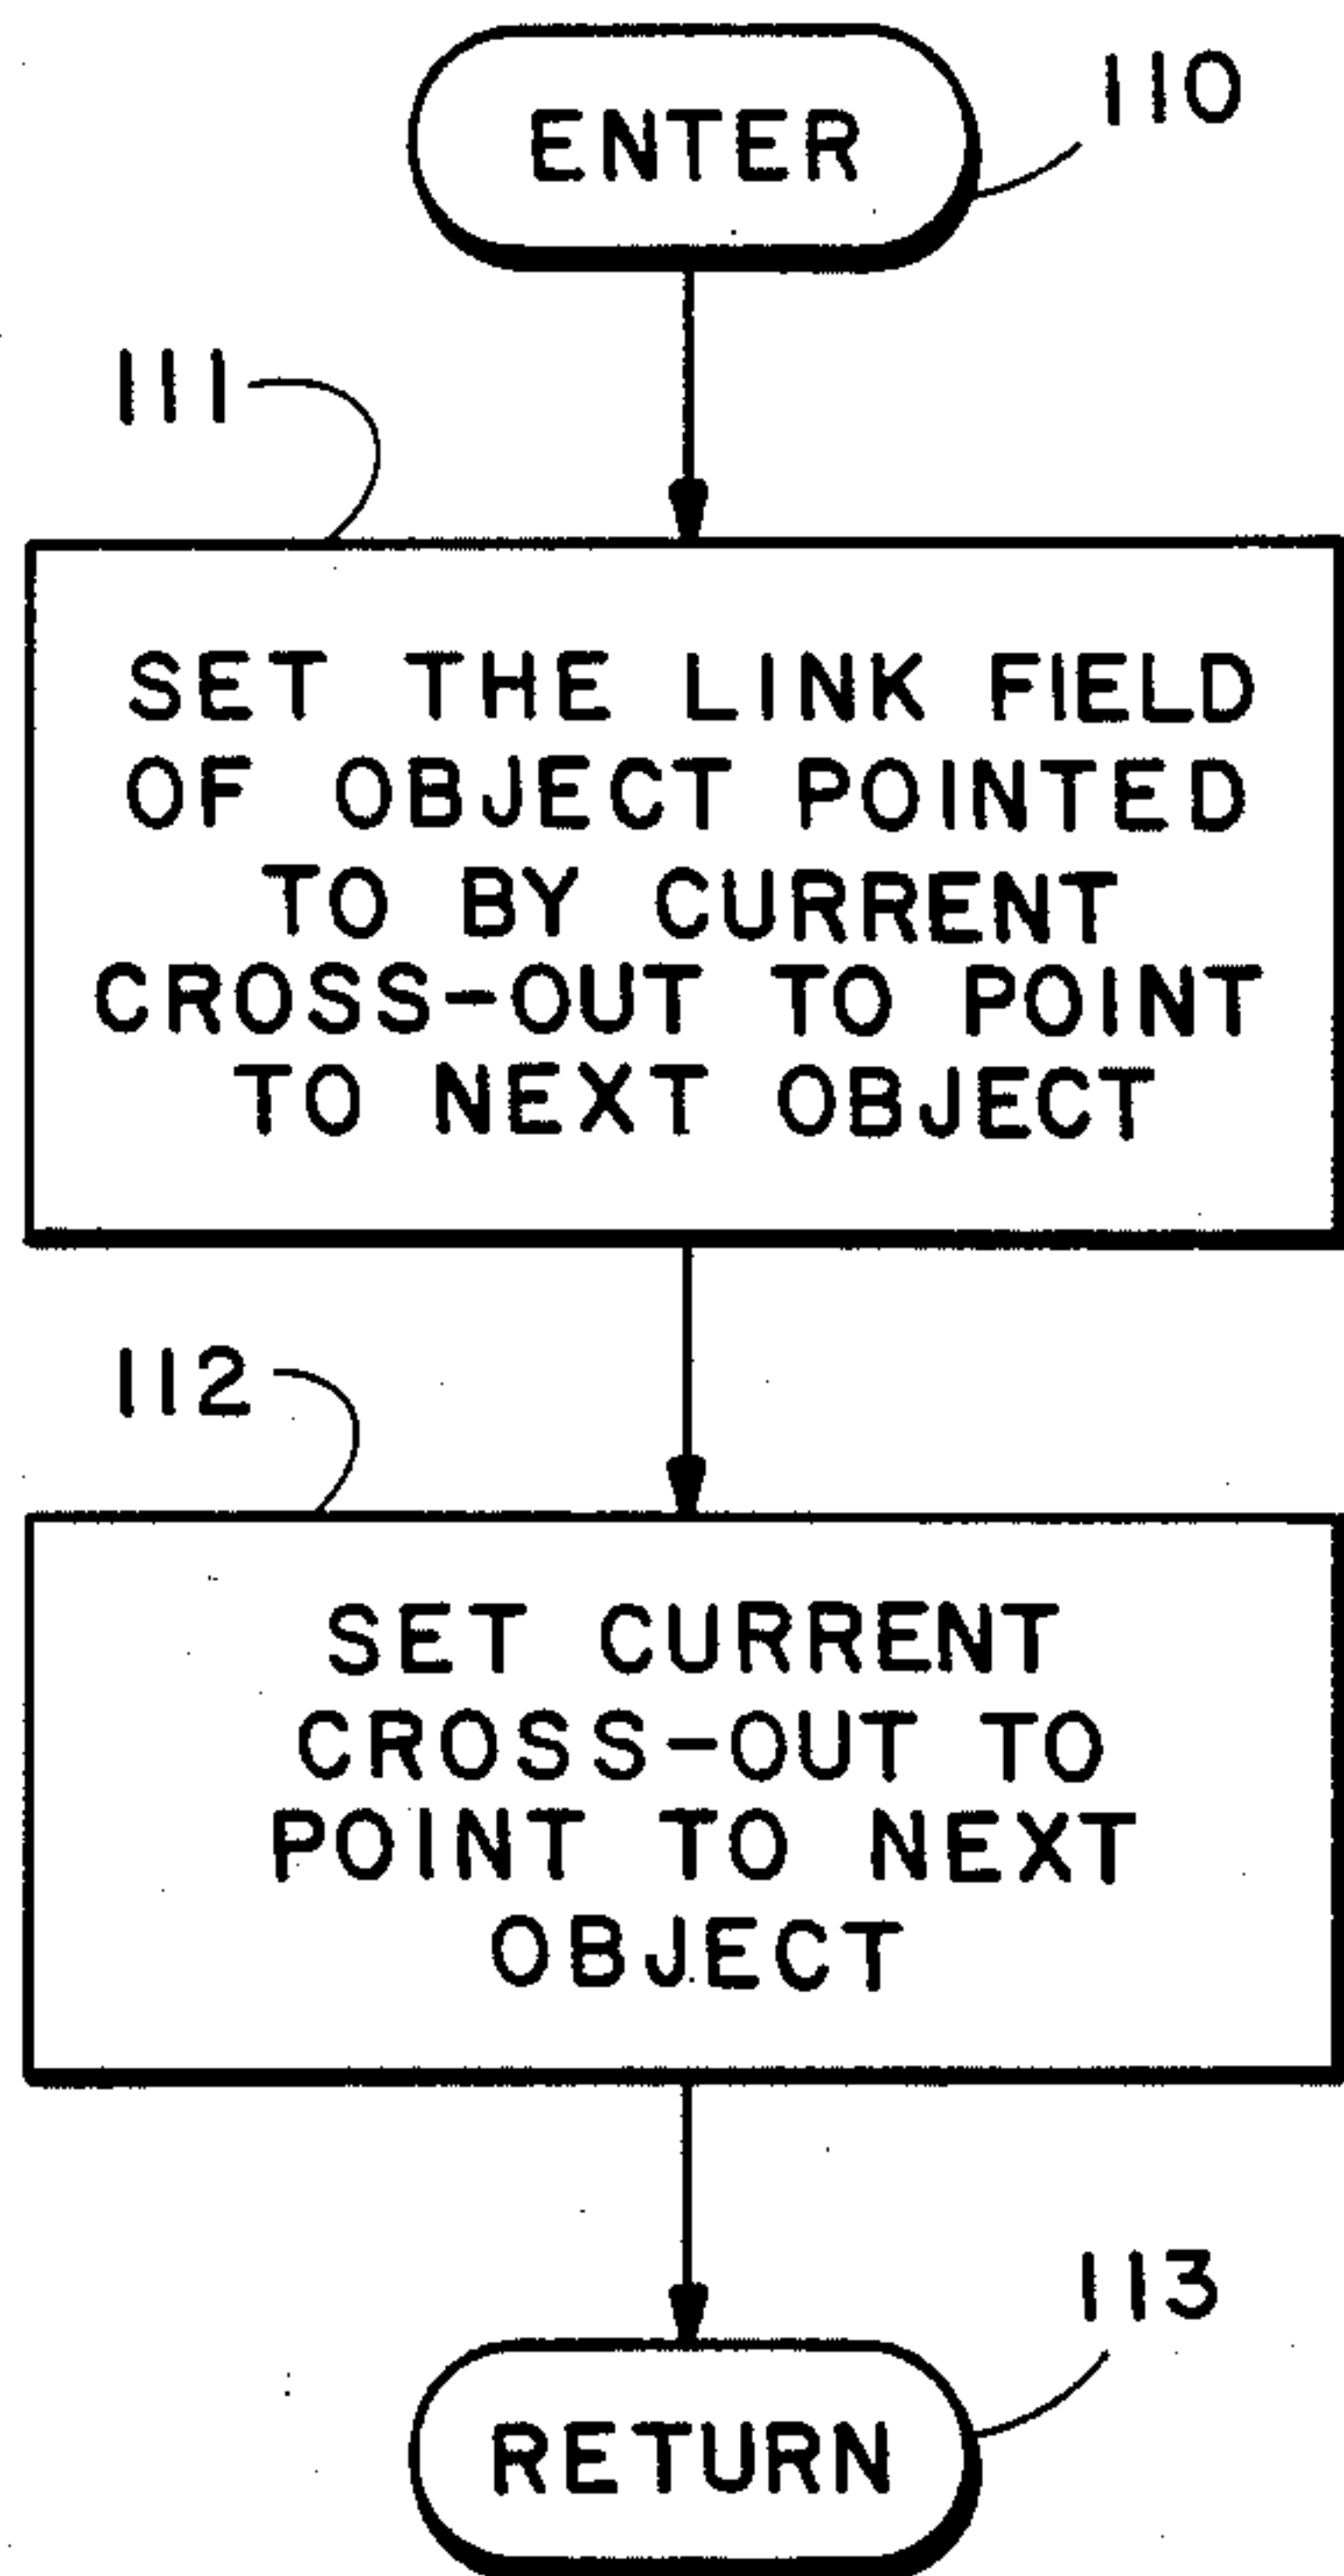 ENTER
110
111
SET THE LINK FIELD
OF OBJECT POINTED
TO BY CURRENT
CROSS-OUT TO POINT
TO NEXT OBJECT
112
SET CURRENT
CROSS-OUT TO
POINT TO NEXT
OBJECT
113
RETURN